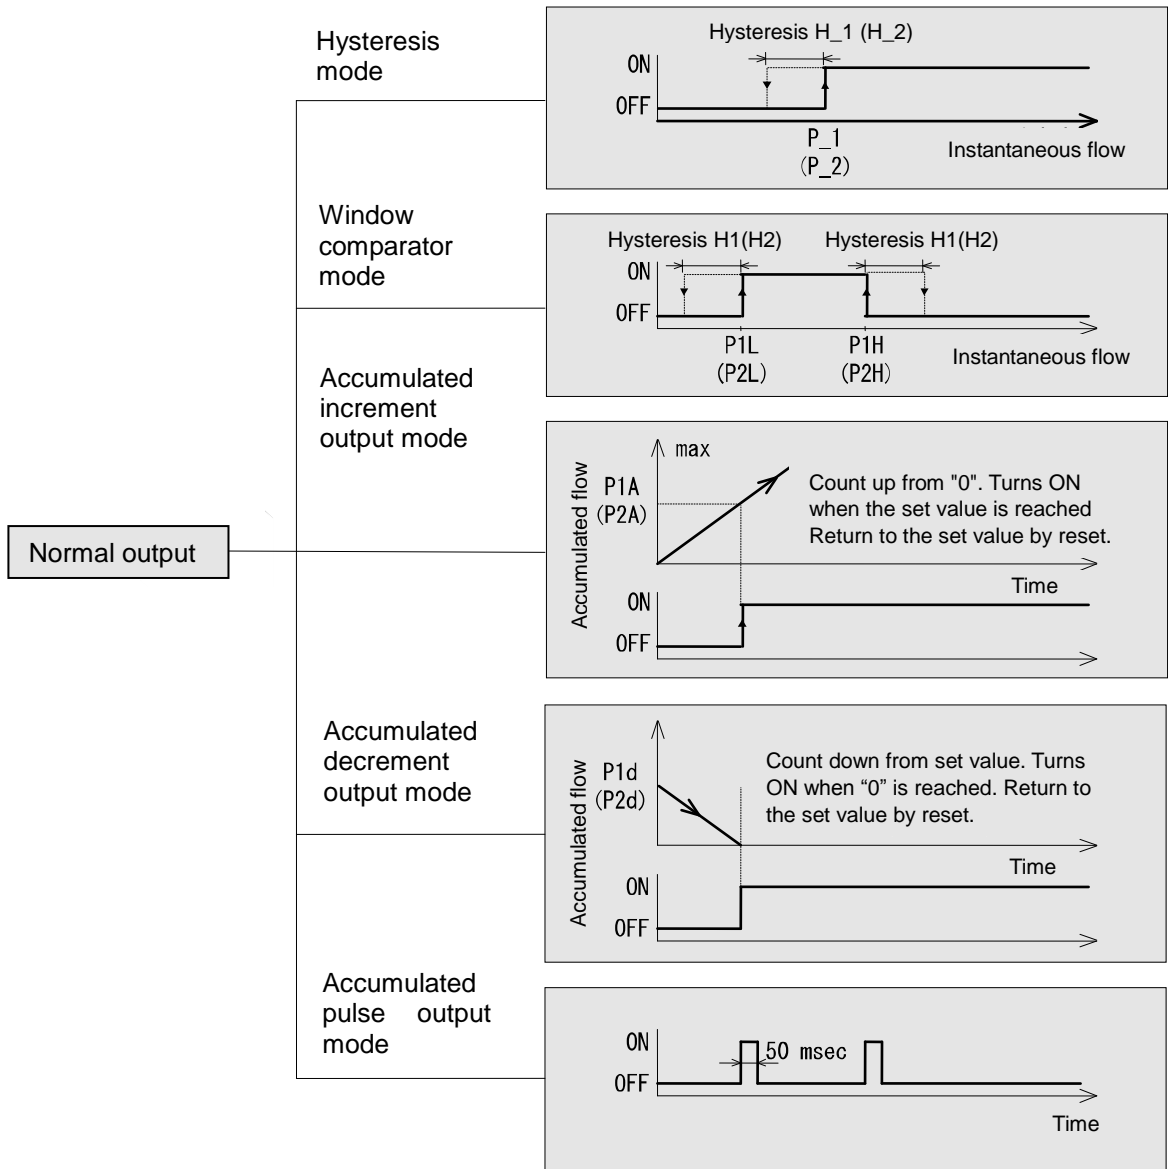 Hysteresis
mode
Hysteresis H_1 (H_2)
ON
OFF
P_1
(P_2)
Instantaneous flow
Window
comparator
mode
Hysteresis H1(H2)
Hysteresis H1(H2)
ON
OFF
P1L
(P2L)
P1H
(P2H)
Instantaneous flow
Accumulated
increment
output mode
Accumulated flow
max
P1A
(P2A)
Count up from "0". Turns ON
when the set value is reached
Return to the set value by reset.
Time
ON
OFF
Normal output
Accumulated
decrement
output mode
Accumulated flow
P1d
(P2d)
Count down from set value. Turns
ON when “0” is reached. Return to
the set value by reset.
Time
ON
OFF
Accumulated
pulse output
mode
ON
OFF
50 msec
Time